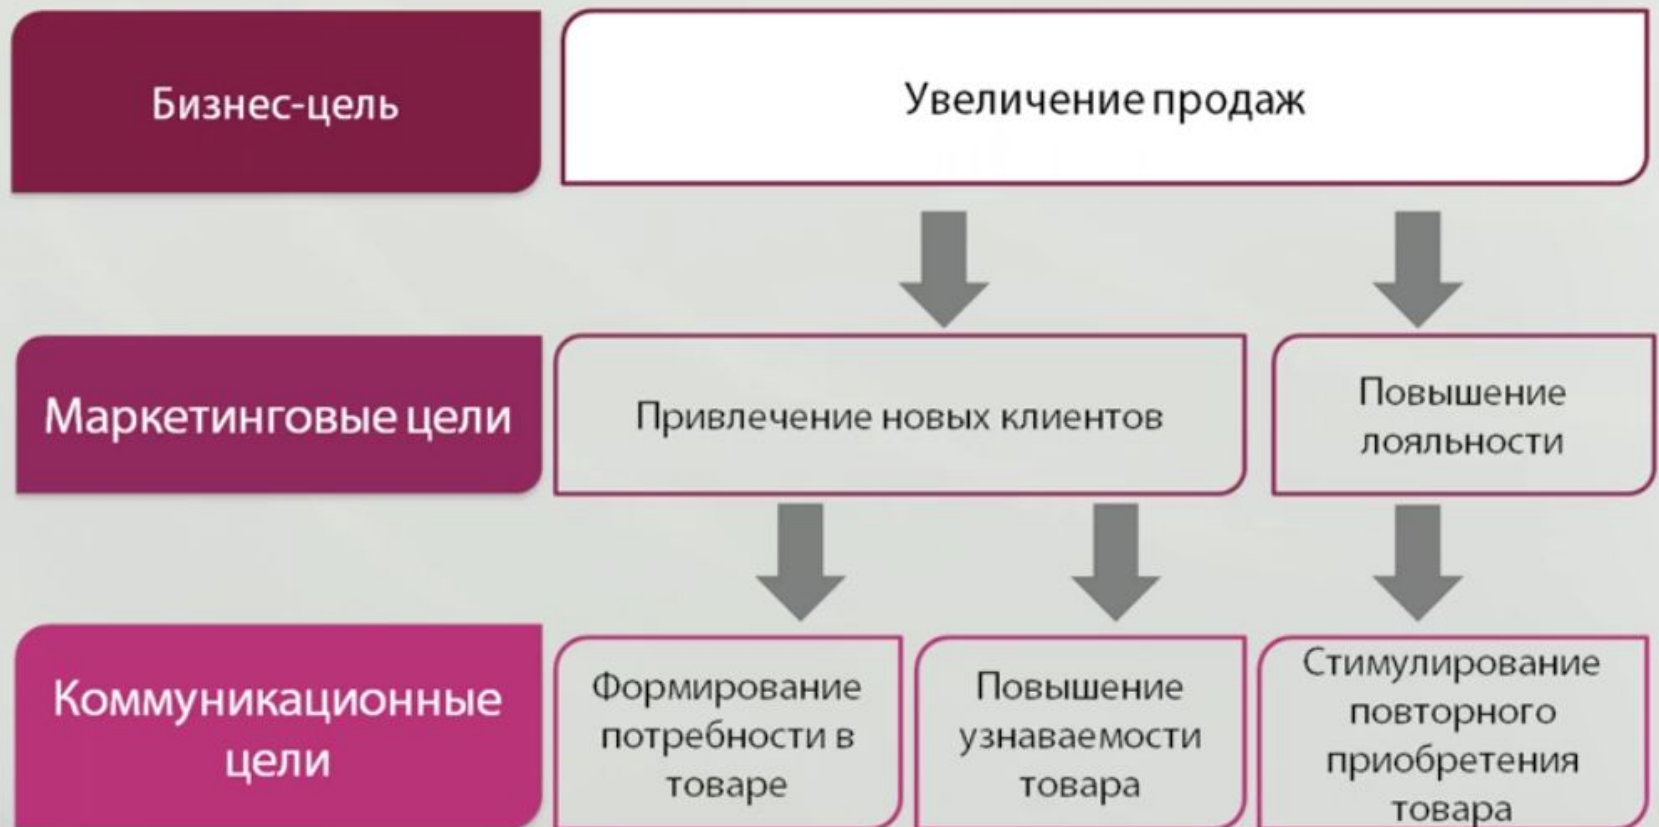 Бизнес-цель
Увеличение продаж
Маркетинговые цели
Привлечение новых клиентов
Повышение
лояльности
Коммуникационные
цели
Формирование
потребности в
товаре
Повышение
узнаваемости
товара
Стимулирование
повторного
приобретения
товара